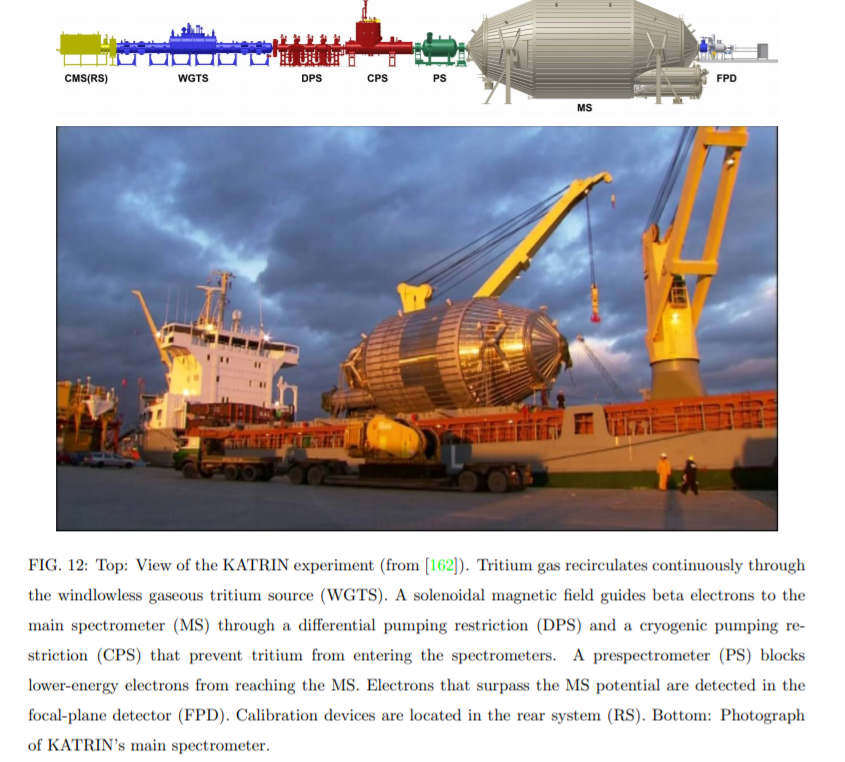 CMS(RS)
WGTS
DPS
CPS
PS
MS
FPD
FIG. 12: Top: View of the KATRIN experiment (from [162]). Tritium gas recirculates continuously through
the windlowless gaseous tritium source (WGTS). A solenoidal magnetic field guides beta electrons to the
main spectrometer (MS) through a differential pumping restriction (DPS) and a cryogenic pumping re-
striction (CPS) that prevent tritium from entering the spectrometers. A prespectrometer (PS) blocks
lower-energy electrons from reaching the MS. Electrons that surpass the MS potential are detected in the
focal-plane detector (FPD). Calibration devices are located in the rear system (RS). Bottom: Photograph
of KATRIN's main spectrometer.